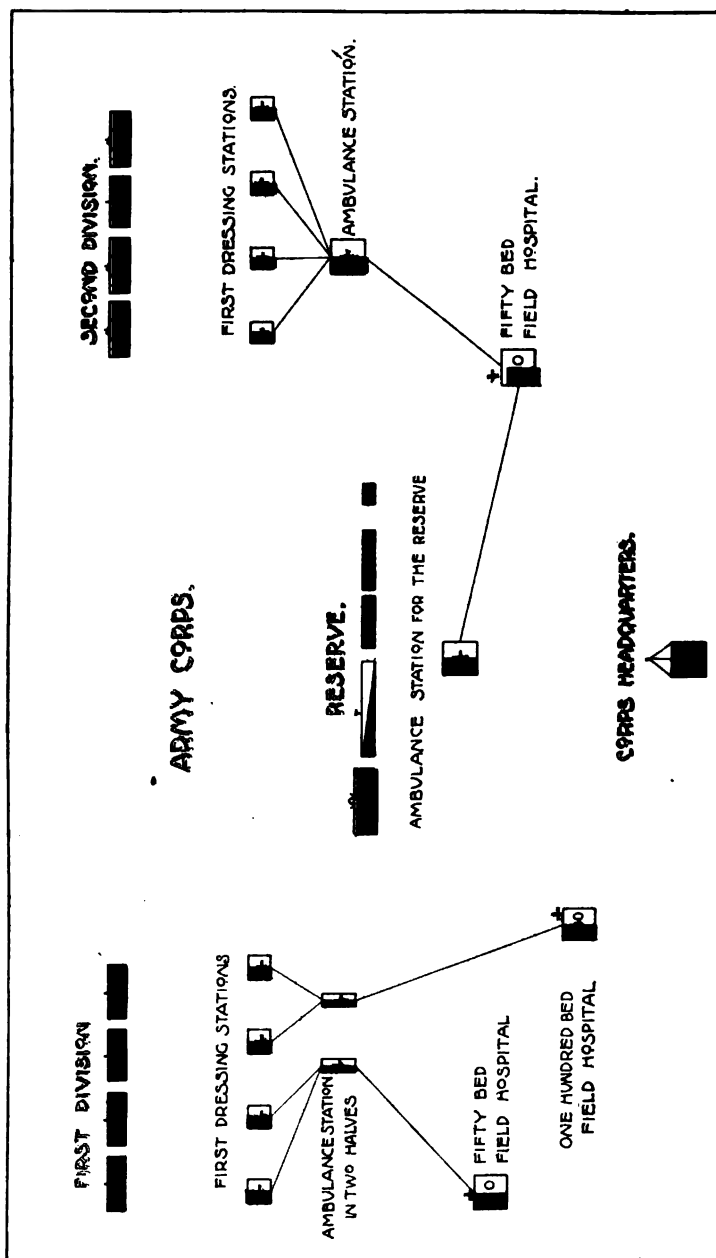 ARMY CORPS.
FIRST DIVISION
FIRST DRESSING STATIONS
AMBULANCE STATION
IN TWO HALVES
FIFTY BED
FIELD HOSPITAL
ONE HUNDRED BED
FIELD HOSPITAL
RESERVE.
AMBULANCE STATION FOR THE RESERVE
CORPS HEADQUARTERS.
SECOND DIVISION.
FIRST DRESSING STATIONS.
AMBULANCE STATION.
FIFTY BED
FIELD HOSPITAL.